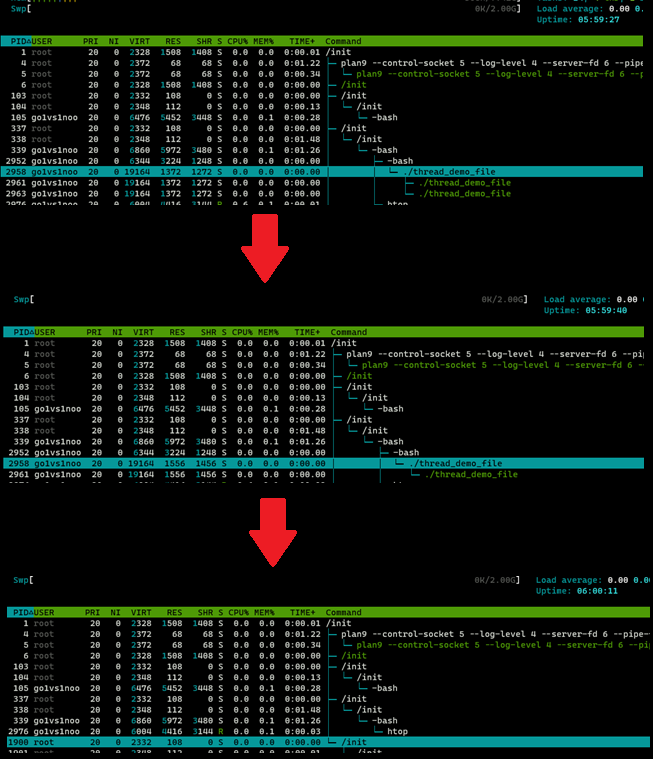 Swp[ 0K/2.00G] Load average: 0.00 0.
Uptime: 05:59:27
PID△USER PRI NI VIRT RES SHR S CPU% MEM% TIME+ Command
1 root 20 0 2328 1508 1408 S 0.0 0.0 0:00.01 /init
4 root 20 0 2372 68 68 S 0.0 0.0 0:01.22 ├─ plan9 --control-socket 5 --log-level 4 --server-fd 6 --pipe
5 root 20 0 2372 68 68 S 0.0 0.0 0:00.34 │ └─ plan9 --control-socket 5 --log-level 4 --server-fd 6 --p
6 root 20 0 2328 1508 1408 S 0.0 0.0 0:00.00 ├─ /init
103 root 20 0 2332 108 0 S 0.0 0.0 0:00.00 ├─ /init
104 root 20 0 2348 112 0 S 0.0 0.0 0:00.13 │ └─ /init
105 go1vs1noo 20 0 6476 5452 3448 S 0.0 0.1 0:00.28 │ └─ -bash
337 root 20 0 2332 108 0 S 0.0 0.0 0:00.00 ├─ /init
338 root 20 0 2348 112 0 S 0.0 0.0 0:01.48 │ └─ /init
339 go1vs1noo 20 0 6860 5972 3480 S 0.0 0.1 0:01.26 │ └─ -bash
2952 go1vs1noo 20 0 6344 3224 1248 S 0.0 0.0 0:00.00 │ ├─ -bash
2958 go1vs1noo 20 0 19164 1372 1272 S 0.0 0.0 0:00.00 │ │ └─ ./thread_demo_file
2961 go1vs1noo 20 0 19164 1372 1272 S 0.0 0.0 0:00.00 │ │ ├─ ./thread_demo_file
2963 go1vs1noo 20 0 19164 1372 1272 S 0.0 0.0 0:00.00 │ │ └─ ./thread_demo_file
2976 go1vs1noo 20 0 6004 4416 3144 R 0.6 0.1 0:00.01 │ └─ htop
Swp[ 0K/2.00G] Load average: 0.00
Uptime: 05:59:40
PID△USER PRI NI VIRT RES SHR S CPU% MEM% TIME+ Command
1 root 20 0 2328 1508 1408 S 0.0 0.0 0:00.01 /init
4 root 20 0 2372 68 68 S 0.0 0.0 0:01.22 ├─ plan9 --control-socket 5 --log-level 4 --server-fd 6 --pip
5 root 20 0 2372 68 68 S 0.0 0.0 0:00.34 │ └─ plan9 --control-socket 5 --log-level 4 --server-fd 6 --
6 root 20 0 2328 1508 1408 S 0.0 0.0 0:00.00 ├─ /init
103 root 20 0 2332 108 0 S 0.0 0.0 0:00.00 ├─ /init
104 root 20 0 2348 112 0 S 0.0 0.0 0:00.13 │ └─ /init
105 go1vs1noo 20 0 6476 5452 3448 S 0.0 0.1 0:00.28 │ └─ -bash
337 root 20 0 2332 108 0 S 0.0 0.0 0:00.00 ├─ /init
338 root 20 0 2348 112 0 S 0.0 0.0 0:01.48 │ └─ /init
339 go1vs1noo 20 0 6860 5972 3480 S 0.0 0.1 0:01.26 │ └─ -bash
2952 go1vs1noo 20 0 6344 3224 1248 S 0.0 0.0 0:00.00 │ ├─ -bash
2958 go1vs1noo 20 0 19164 1556 1456 S 0.0 0.0 0:00.00 │ │ └─ ./thread_demo_file
2961 go1vs1noo 20 0 19164 1556 1456 S 0.0 0.0 0:00.00 │ │ └─ ./thread_demo_file
Swp[ 0K/2.00G] Load average: 0.00 0.0
Uptime: 06:00:11
PID△USER PRI NI VIRT RES SHR S CPU% MEM% TIME+ Command
1 root 20 0 2328 1508 1408 S 0.0 0.0 0:00.01 /init
4 root 20 0 2372 68 68 S 0.0 0.0 0:01.22 ├─ plan9 --control-socket 5 --log-level 4 --server-fd 6 --pipe-
5 root 20 0 2372 68 68 S 0.0 0.0 0:00.34 │ └─ plan9 --control-socket 5 --log-level 4 --server-fd 6 --pi
6 root 20 0 2328 1508 1408 S 0.0 0.0 0:00.00 ├─ /init
103 root 20 0 2332 108 0 S 0.0 0.0 0:00.00 ├─ /init
104 root 20 0 2348 112 0 S 0.0 0.0 0:00.13 │ └─ /init
105 go1vs1noo 20 0 6476 5452 3448 S 0.0 0.1 0:00.28 │ └─ -bash
337 root 20 0 2332 108 0 S 0.0 0.0 0:00.00 ├─ /init
338 root 20 0 2348 112 0 S 0.0 0.0 0:01.48 │ └─ /init
339 go1vs1noo 20 0 6860 5972 3480 S 0.0 0.1 0:01.26 │ └─ -bash
2976 go1vs1noo 20 0 6004 4416 3144 R 0.0 0.1 0:00.03 │ └─ htop
1900 root 20 0 2332 108 0 S 0.0 0.0 0:00.00 └─ /init
1901 root 20 0 2348 112 0 S 0.0 0.0 /init